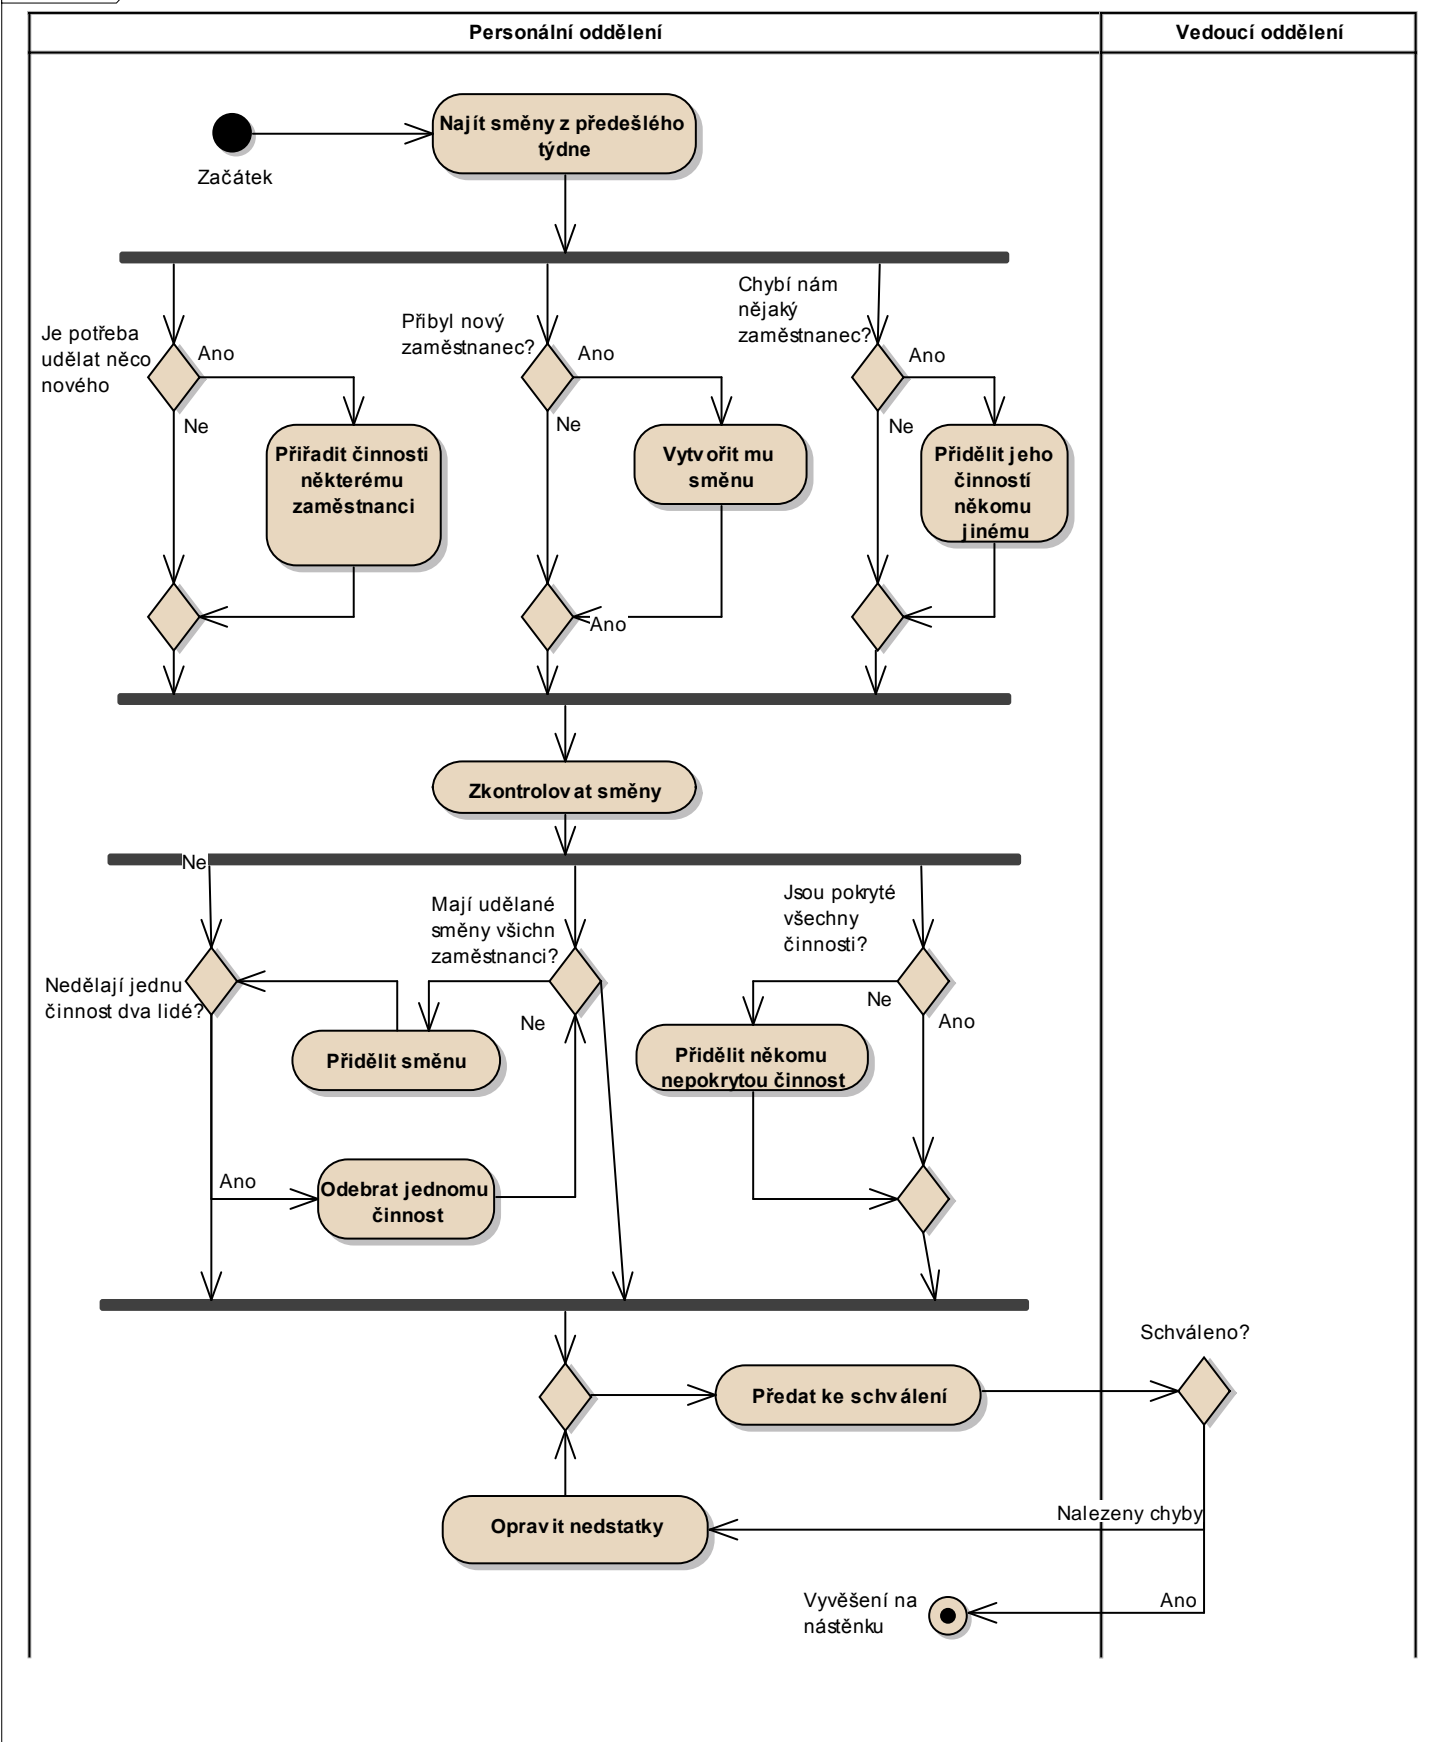 Personální oddělení
Vedoucí oddělení
Najít směny z předešlého
týdne
Začátek
Je potřeba
udělat něco
nového
Ano
Ne
Přiřadit činnosti
některému
zaměstnanci
Přibyl nový
zaměstnanec?
Ano
Ne
Vytvořit mu
směnu
Ano
Chybí nám
nějaký
zaměstnanec?
Ano
Ne
Přidělit jeho
činností
někomu
jinému
Zkontrolovat směny
Ne
Nedělají jednu
činnost dva lidé?
Mají udělané
směny všichn
zaměstnanci?
Ne
Přidělit směnu
Ano
Odebrat jednomu
činnost
Jsou pokryté
všechny
činnosti?
Ne
Ano
Přidělit někomu
nepokrytou činnost
Schváleno?
Předat ke schválení
Nalezeny chyby
Opravit nedstatky
Ano
Vyvěšení na
nástěnku